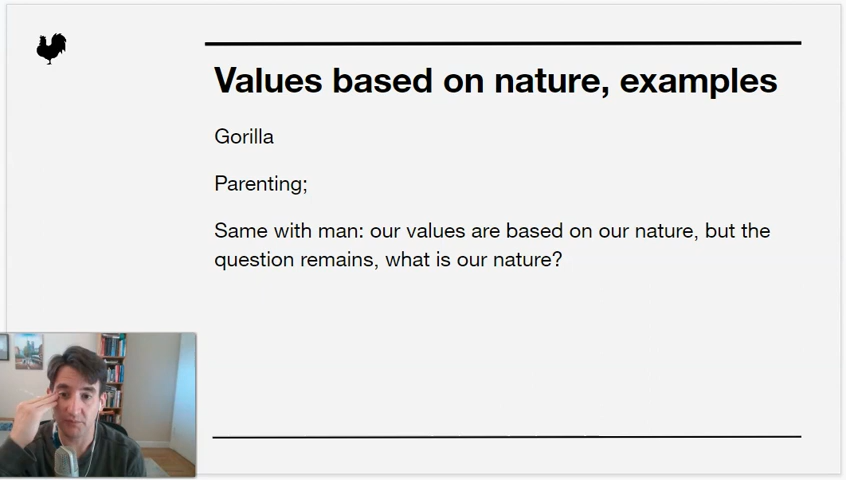 Values based on nature, examples
Gorilla
Parenting;
Same with man: our values are based on our nature, but the
question remains, what is our nature?